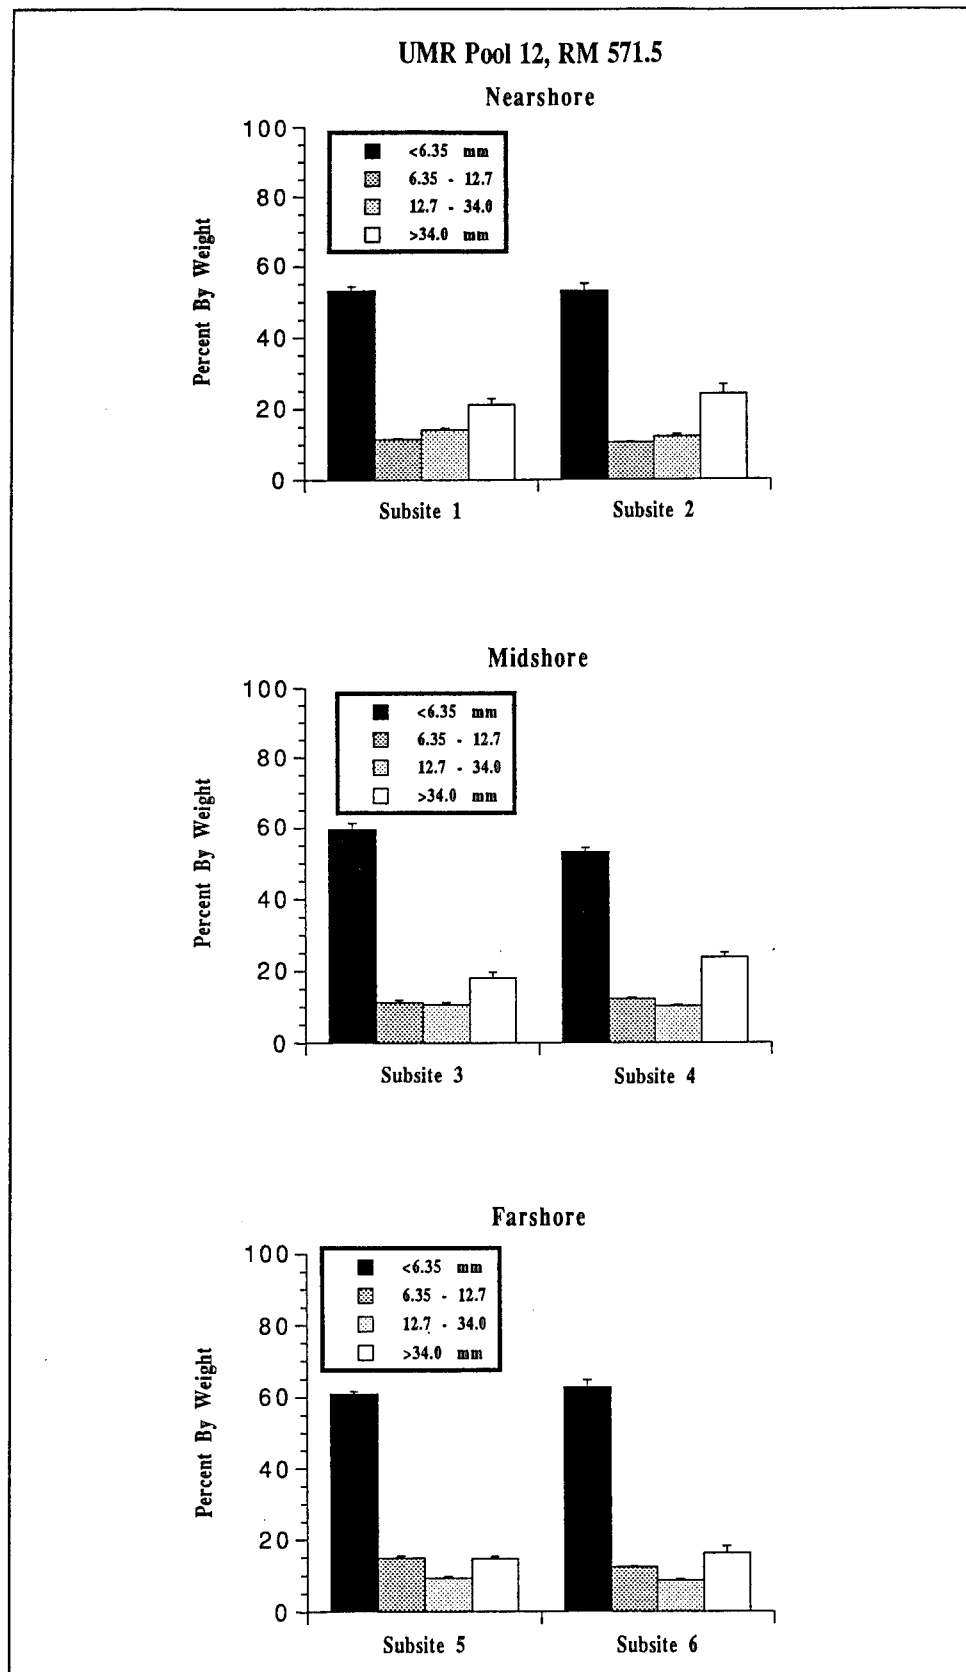 UMR Pool 12, RM 571.5
Nearshore
Percent By Weight
100
80
60
40
20
0
<6.35 mm
6.35 - 12.7
12.7 - 34.0
>34.0 mm
Subsite 1
Subsite 2
Midshore
Percent By Weight
100
80
60
40
20
0
<6.35 mm
6.35 - 12.7
12.7 - 34.0
>34.0 mm
Subsite 3
Subsite 4
Farshore
Percent By Weight
100
80
60
40
20
0
<6.35 mm
6.35 - 12.7
12.7 - 34.0
>34.0 mm
Subsite 5
Subsite 6